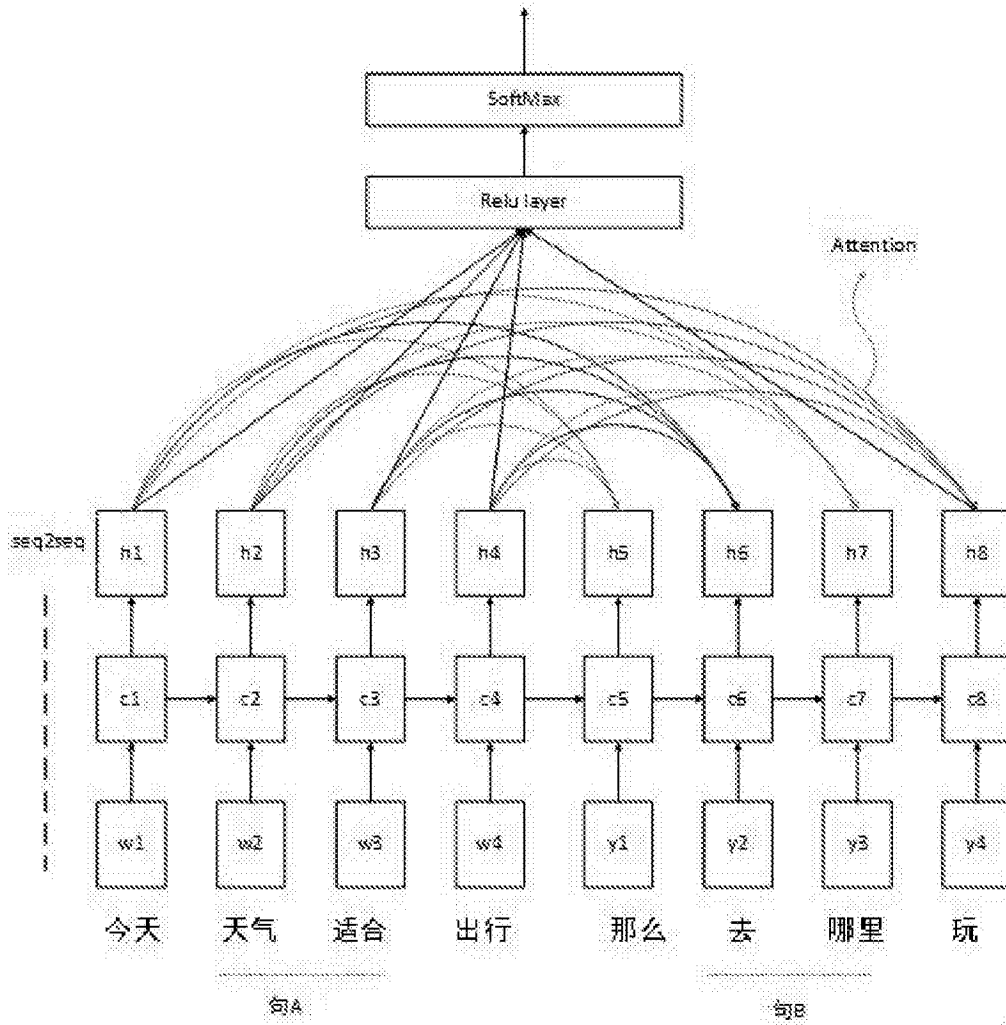 SoftMax
Relu layer
Attention
seq2seq
h1 h2 h3 h4 h5 h6 h7 h8
c1 c2 c3 c4 c5 c6 c7 c8
w1 w2 w3 w4 y1 y2 y3 y4
今天 天气 适合 出行 那么 去 哪里 玩
句A 句B